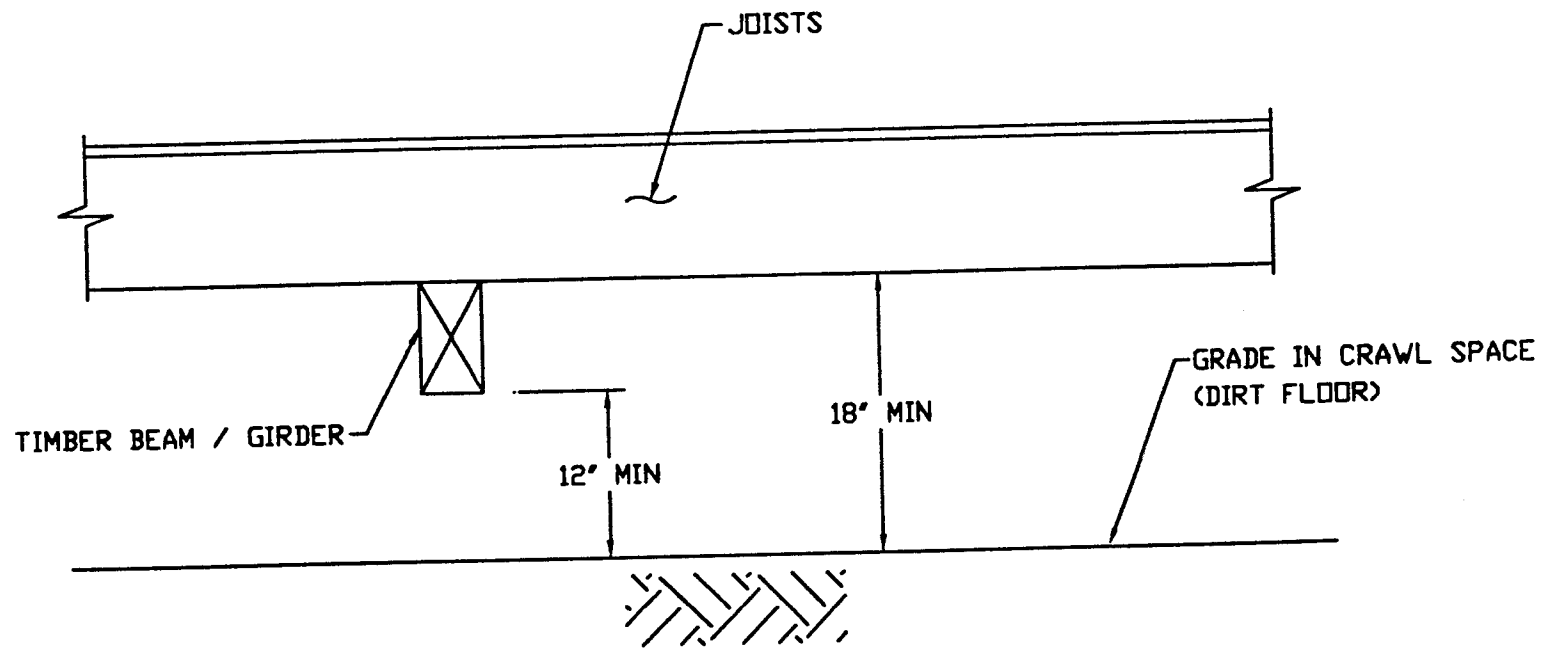 JOISTS
GRADE IN CRAWL SPACE
(DIRT FLOOR)
18" MIN
TIMBER BEAM / GIRDER
12" MIN